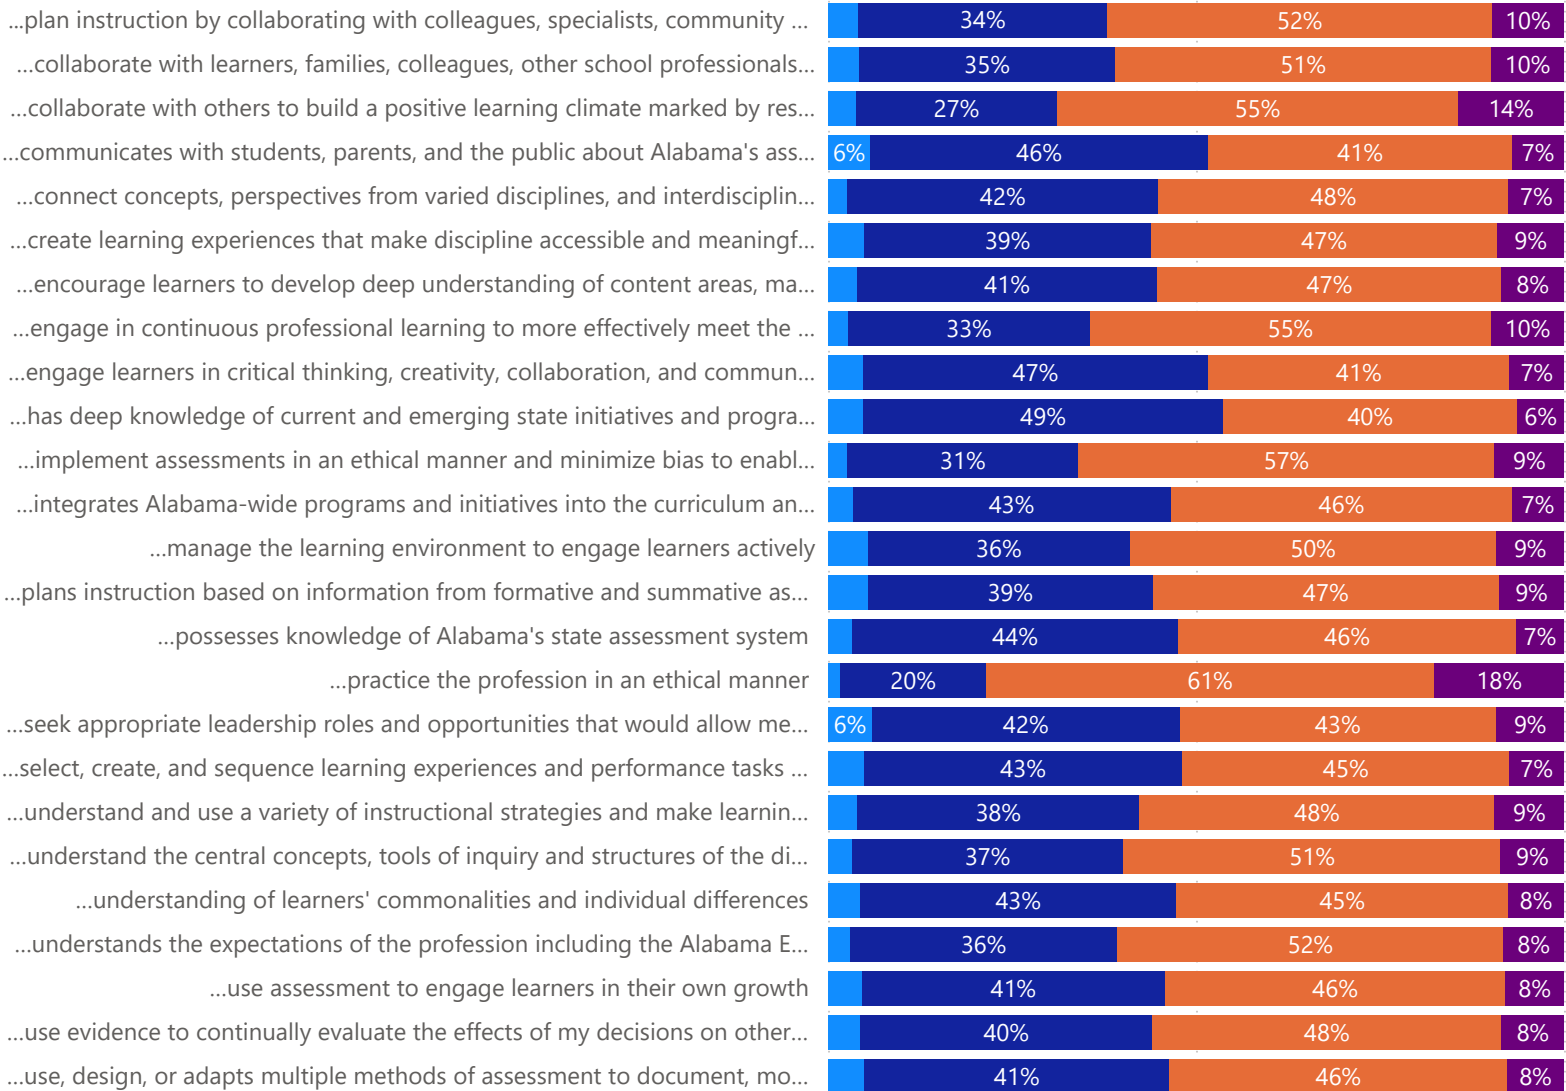 ...plan instruction by collaborating with colleagues, specialists, community ... 34% 52% 10%
...collaborate with learners, families, colleagues, other school professionals... 35% 51% 10%
...collaborate with others to build a positive learning climate marked by res... 27% 55% 14%
...communicates with students, parents, and the public about Alabama's ass... 6% 46% 41% 7%
...connect concepts, perspectives from varied disciplines, and interdisciplin... 42% 48% 7%
...create learning experiences that make discipline accessible and meaningf... 39% 47% 9%
...encourage learners to develop deep understanding of content areas, ma... 41% 47% 8%
...engage in continuous professional learning to more effectively meet the ... 33% 55% 10%
...engage learners in critical thinking, creativity, collaboration, and commun... 47% 41% 7%
...has deep knowledge of current and emerging state initiatives and progra... 49% 40% 6%
...implement assessments in an ethical manner and minimize bias to enabl... 31% 57% 9%
...integrates Alabama-wide programs and initiatives into the curriculum an... 43% 46% 7%
...manage the learning environment to engage learners actively 36% 50% 9%
...plans instruction based on information from formative and summative as... 39% 47% 9%
...possesses knowledge of Alabama's state assessment system 44% 46% 7%
...practice the profession in an ethical manner 20% 61% 18%
...seek appropriate leadership roles and opportunities that would allow me... 6% 42% 43% 9%
...select, create, and sequence learning experiences and performance tasks ... 43% 45% 7%
...understand and use a variety of instructional strategies and make learnin... 38% 48% 9%
...understand the central concepts, tools of inquiry and structures of the di... 37% 51% 9%
...understanding of learners' commonalities and individual differences 43% 45% 8%
...understands the expectations of the profession including the Alabama E... 36% 52% 8%
...use assessment to engage learners in their own growth 41% 46% 8%
...use evidence to continually evaluate the effects of my decisions on other... 40% 48% 8%
...use, design, or adapts multiple methods of assessment to document, mo... 41% 46% 8%